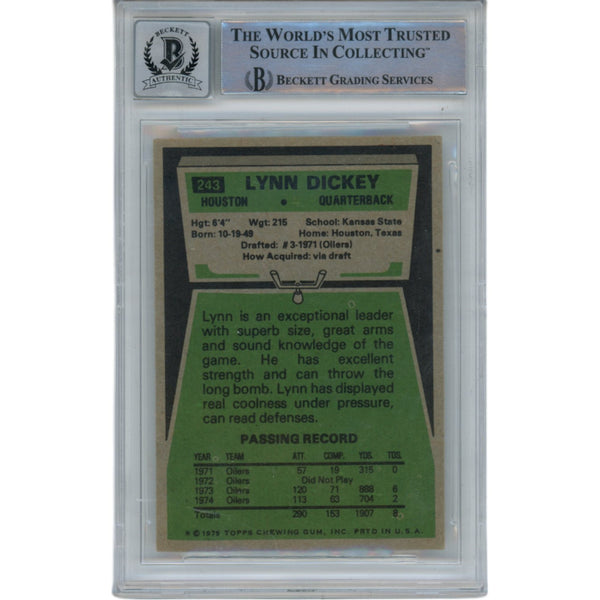 BECKETT
B
AUTHENTIC
THE WORLD'S MOST TRUSTED
SOURCE IN COLLECTING™
B BECKETT GRADING SERVICES
243 LYNN DICKEY
HOUSTON • QUARTERBACK
Hgt: 6'4" Wgt: 215 School: Kansas State
Born: 10-19-49 Home: Houston, Texas
Drafted: #3-1971 (Oilers)
How Acquired: via draft
Lynn is an exceptional leader
with superb size, great arms
and sound knowledge of the
game. He has excellent
strength and can throw the
long bomb. Lynn has displayed
real coolness under pressure,
can read defenses.
PASSING RECORD
YEAR TEAM ATT. COMP. YDS. TDS.
1971 Oilers 57 19 315 0
1972 Oilers Did Not Play
1973 Oilers 120 71 888 6
1974 Oilers 113 63 704 2
Totals 290 153 1907 8
* © 1975 TOPPS CHEWING GUM, INC. PRTD IN U.S.A.